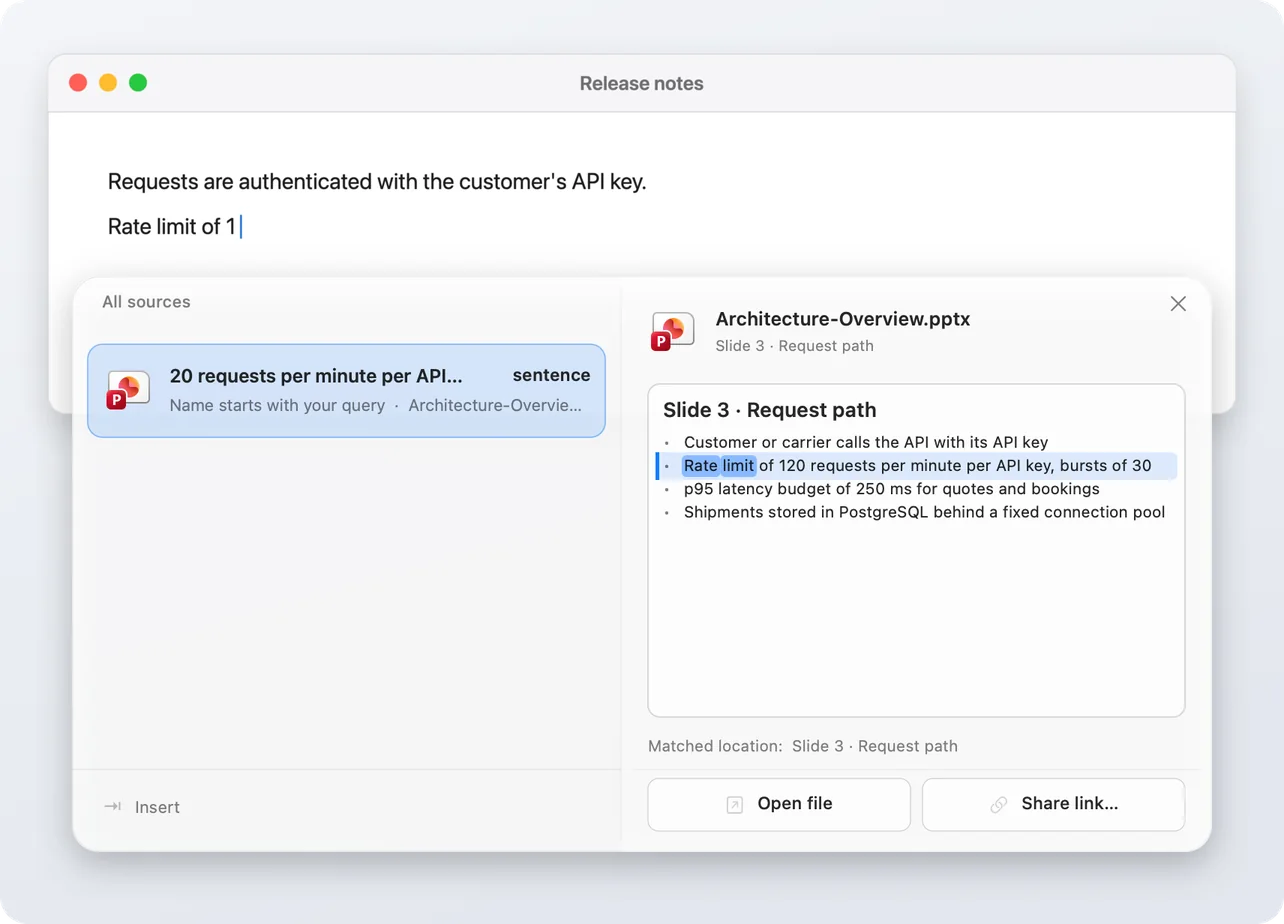 Release notes
Requests are authenticated with the customer's API key.
Rate limit of 1
All sources
20 requests per minute per API...
sentence
Name starts with your query · Architecture-Overvie...
Insert
Architecture-Overview.pptx
Slide 3 · Request path
Slide 3 · Request path
· Customer or carrier calls the API with its API key
· Rate limit of 120 requests per minute per API key, bursts of 30
· p95 latency budget of 250 ms for quotes and bookings
· Shipments stored in PostgreSQL behind a fixed connection pool
Matched location: Slide 3 · Request path
Open file
Share link...
P
P